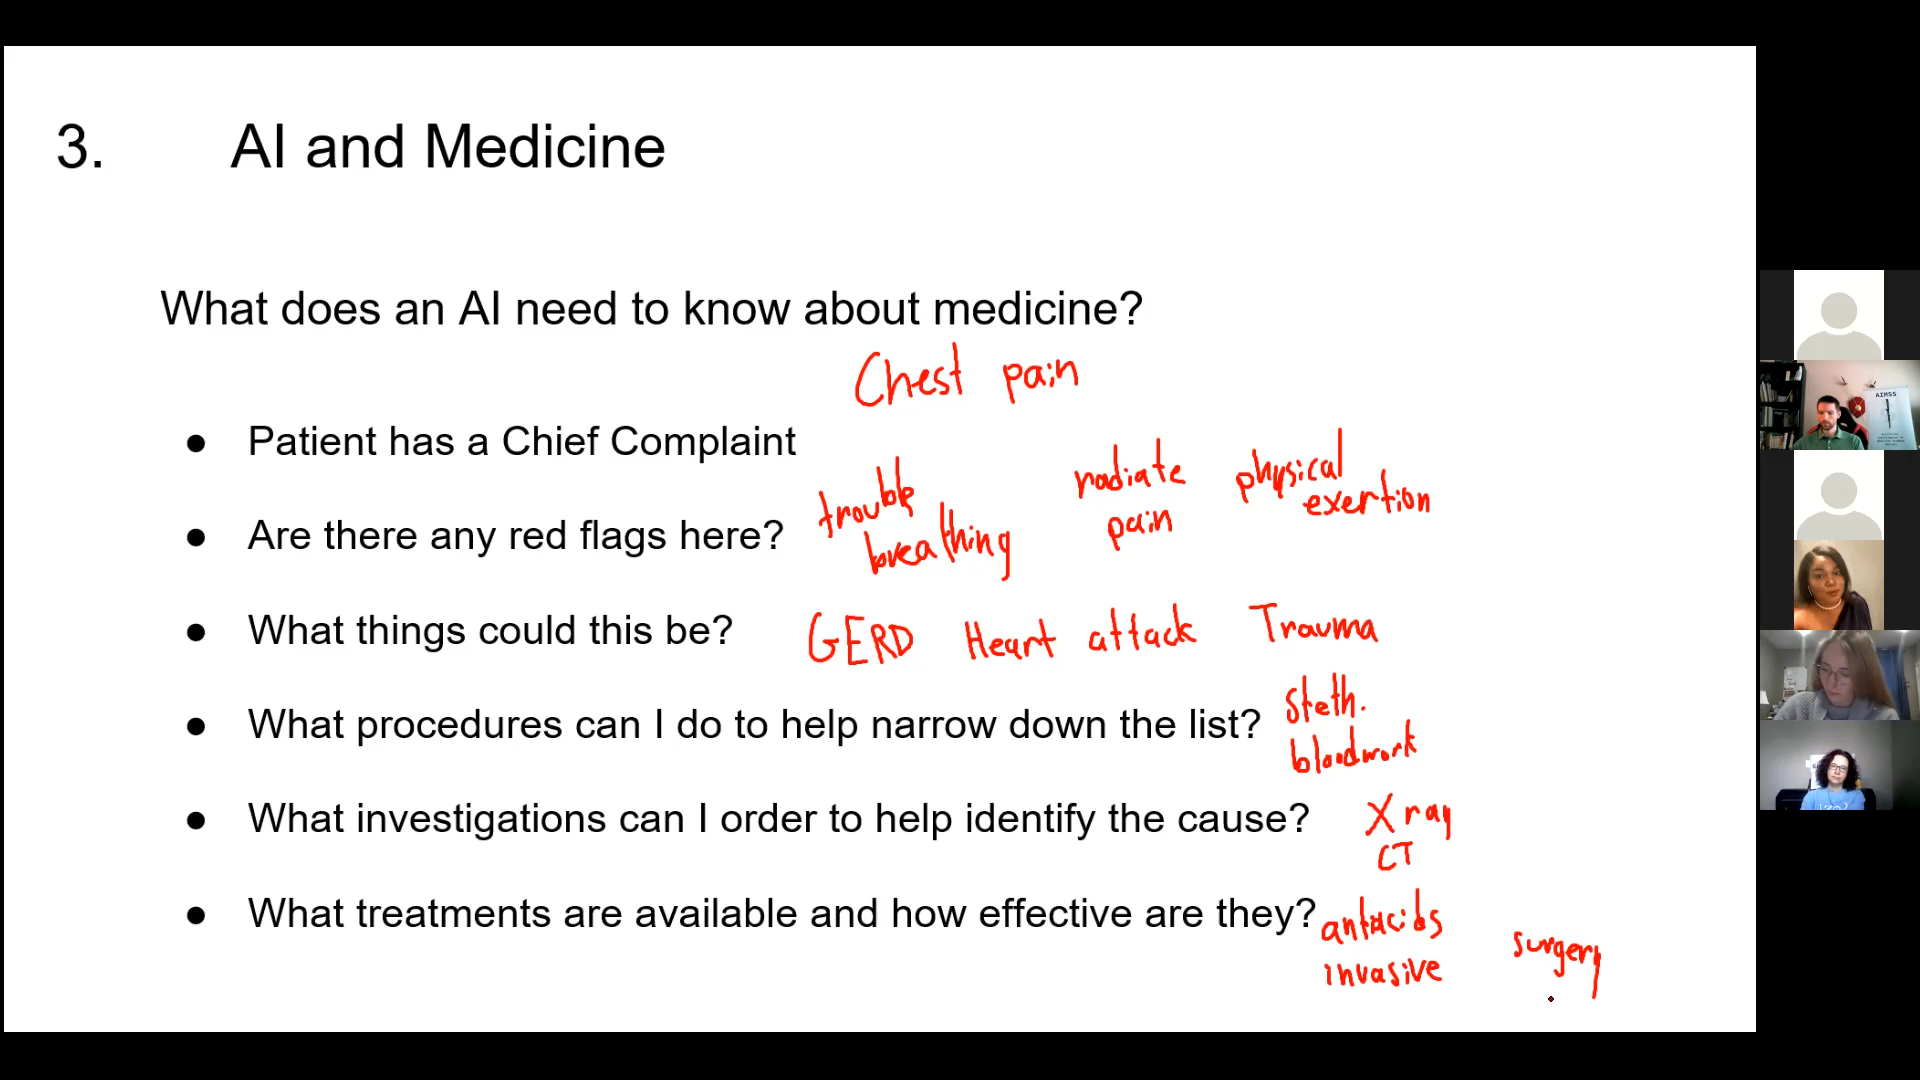 3. AI and Medicine
What does an AI need to know about medicine?
Chest pain
● Patient has a Chief Complaint
● Are there any red flags here?
trouble
breathing
radiate
pain
physical
exertion
● What things could this be? GERD Heart attack Trauma
● What procedures can I do to help narrow down the list?
Steth.
bloodwork
● What investigations can I order to help identify the cause? X ray
CT
● What treatments are available and how effective are they? antacids
invasive
surgery
AIMSS